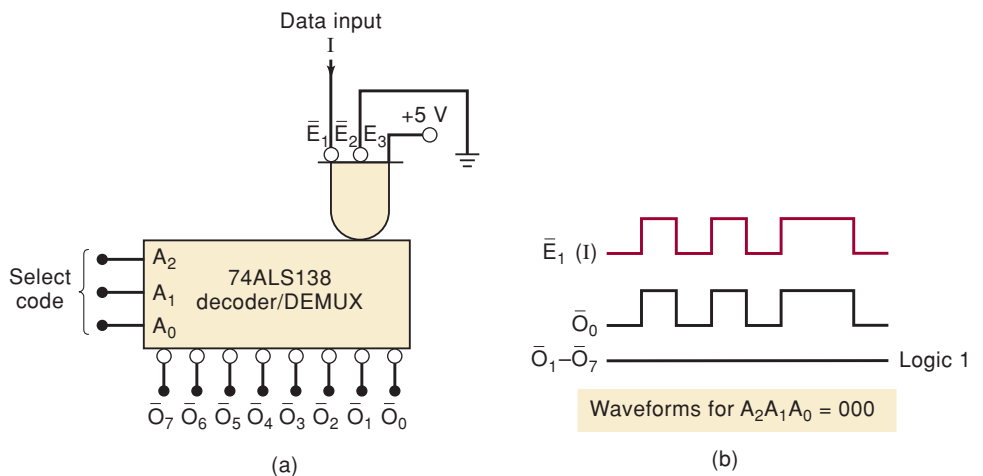 Data input
I
+5 V
Ē₁ Ē₂ E₃
Select
code
A₂
A₁
A₀
74ALS138
decoder/DEMUX
Ō₇ Ō₆ Ō₅ Ō₄ Ō₃ Ō₂ Ō₁ Ō₀
(a)
Ē₁ (I)
Ō₀
Ō₁–Ō₇ Logic 1
Waveforms for A₂A₁A₀ = 000
(b)